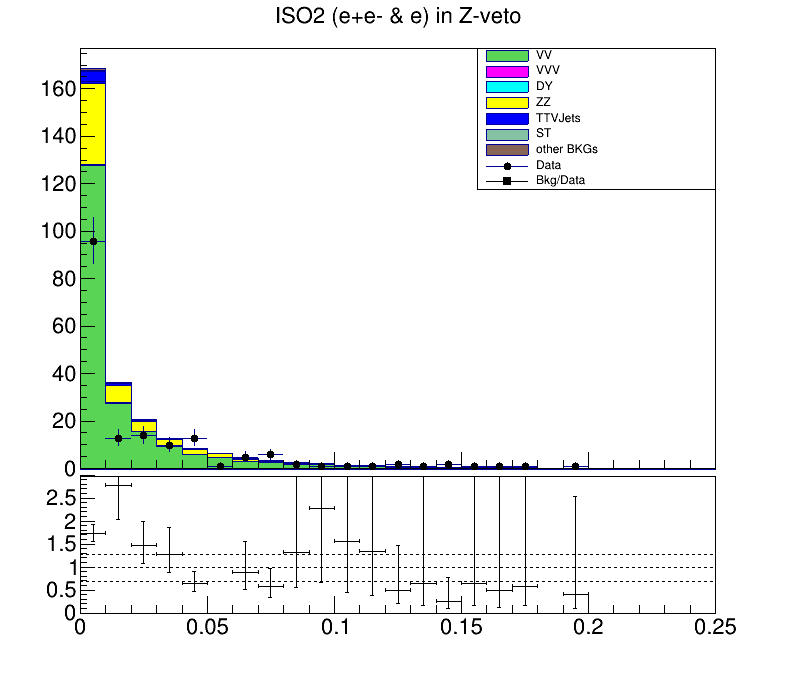 ISO2 (e+e- & e) in Z-veto
VV
VVV
DY
ZZ
TTVJets
ST
other BKGs
Data
Bkg/Data
160
140
120
100
80
60
40
20
0
2.5
2
1.5
1
0.5
0
0 0.05 0.1 0.15 0.2 0.25